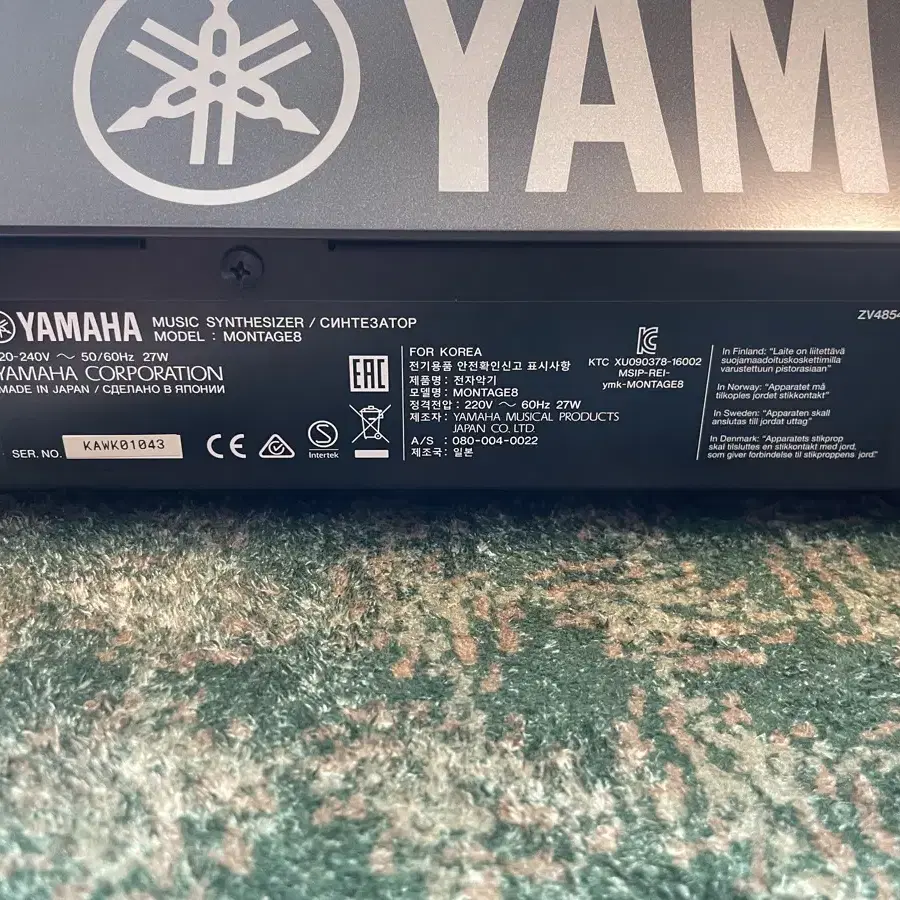 YAM
YAMAHA
MUSIC SYNTHESIZER / СИНТЕЗАТОР
MODEL : MONTAGE8
20-240V ～ 50/60Hz 27W
YAMAHA CORPORATION
MADE IN JAPAN / СДЕЛАНО В ЯПОНИИ
SER. NO. KAWK01043
EAC
CE
S
Intertek
FOR KOREA
전기용품 안전확인신고 표시사항
제품명 : 전자악기
모델명 : MONTAGE8
정격전압 : 220V ～ 60Hz 27W
제조자 : YAMAHA MUSICAL PRODUCTS
JAPAN CO. LTD
A/S : 080-004-0022
제조국 : 일본
KTC XU090378-16002
MSIP-REI-
ymk-MONTAGE8
ZV4854
In Finland: "Laite on liitettävä
suojamaadoituskoskettimilla
varustettuun pistorasiaan"
In Norway: "Apparatet må
tilkoples jordet stikkontakt"
In Sweden: "Apparaten skall
anslutas till jordat uttag"
In Denmark: "Apparatets stikprop
skal tilsluttes en stikkontakt med jord,
som giver forbindelse til stikproppens jord."